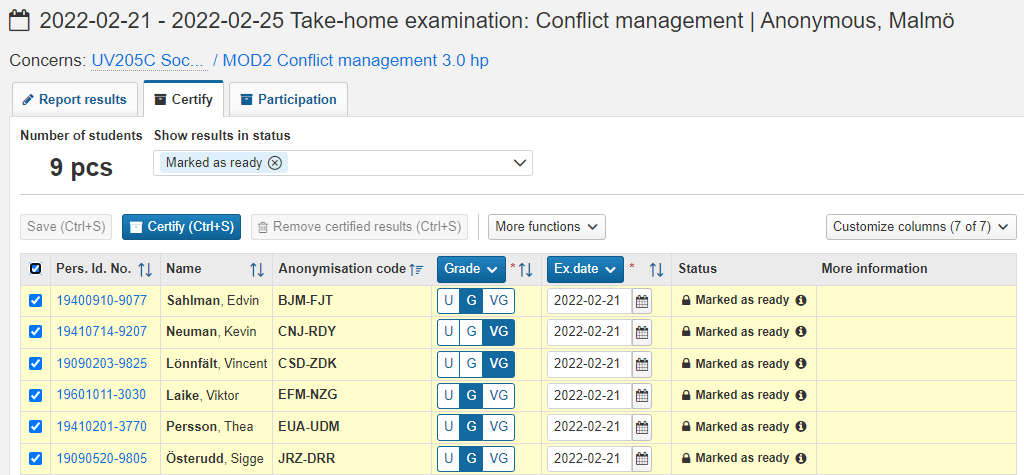 2022-02-21 - 2022-02-25 Take-home examination: Conflict management | Anonymous, Malmö
Concerns: UV205C Soc... / MOD2 Conflict management 3.0 hp
Report results Certify Participation
Number of students Show results in status
9 pcs Marked as ready
Save (Ctrl+S) Certify (Ctrl+S) Remove certified results (Ctrl+S) More functions Customize columns (7 of 7)
Pers. Id. No. Name Anonymisation code Grade * Ex.date * Status More information
19400910-9077 Sahlman, Edvin BJM-FJT U G VG 2022-02-21 Marked as ready
19410714-9207 Neuman, Kevin CNJ-RDY U G VG 2022-02-21 Marked as ready
19090203-9825 Lönnfält, Vincent CSD-ZDK U G VG 2022-02-21 Marked as ready
19601011-3030 Laike, Viktor EFM-NZG U G VG 2022-02-21 Marked as ready
19410201-3770 Persson, Thea EUA-UDM U G VG 2022-02-21 Marked as ready
19090520-9805 Österudd, Sigge JRZ-DRR U G VG 2022-02-21 Marked as ready